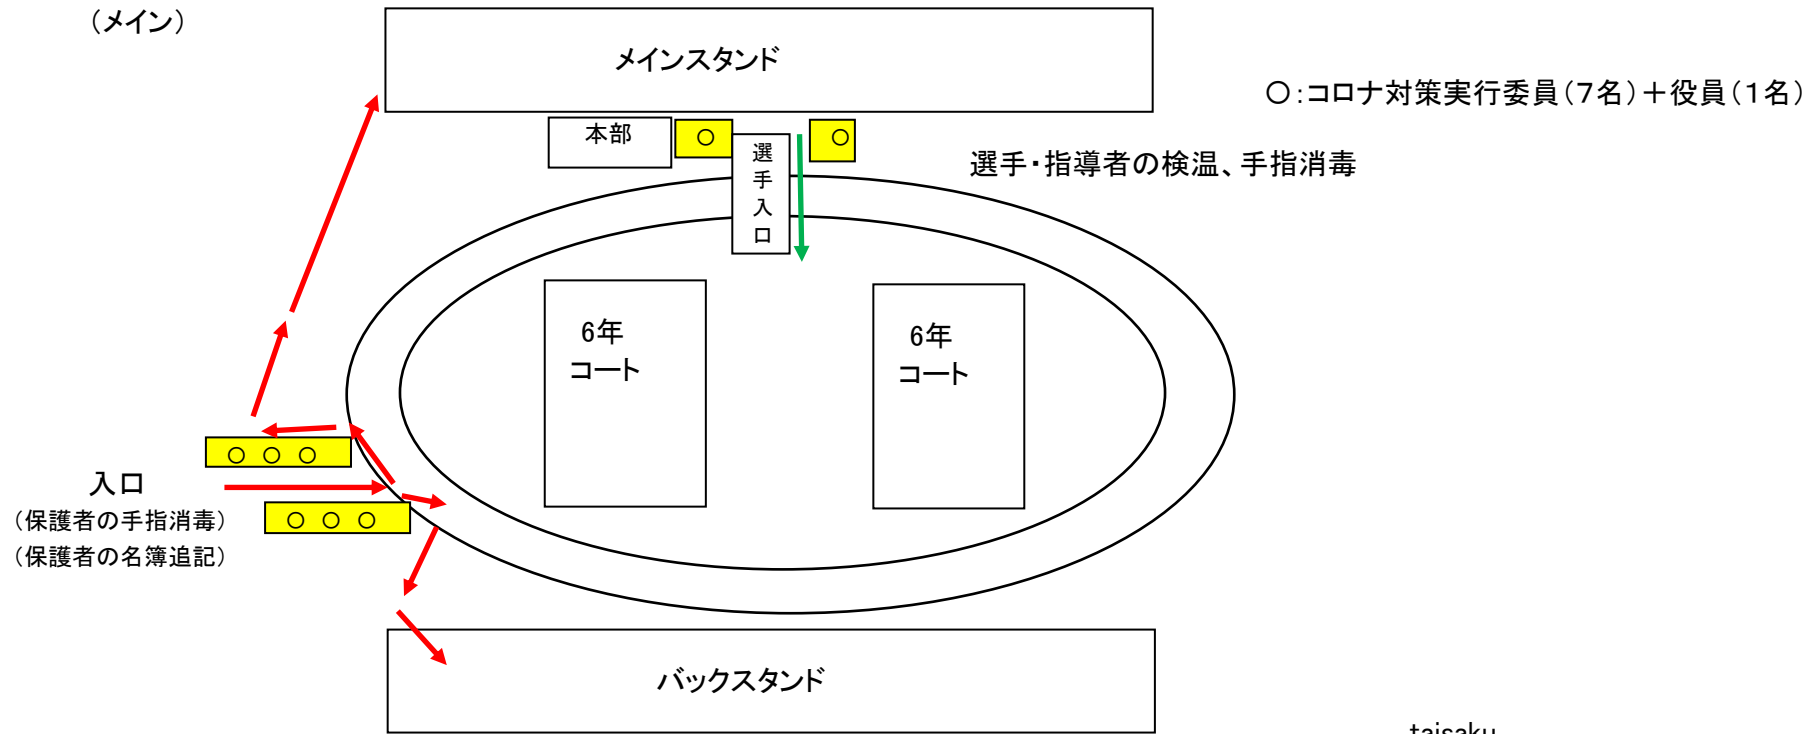 （メイン）
メインスタンド
〇：コロナ対策実行委員（７名）＋役員（１名）
本部
〇
〇
選手入口
選手・指導者の検温、手指消毒
6年
コート
6年
コート
〇 〇 〇
入口
（保護者の手指消毒）
（保護者の名簿追記）
〇 〇 〇
バックスタンド
taisaku